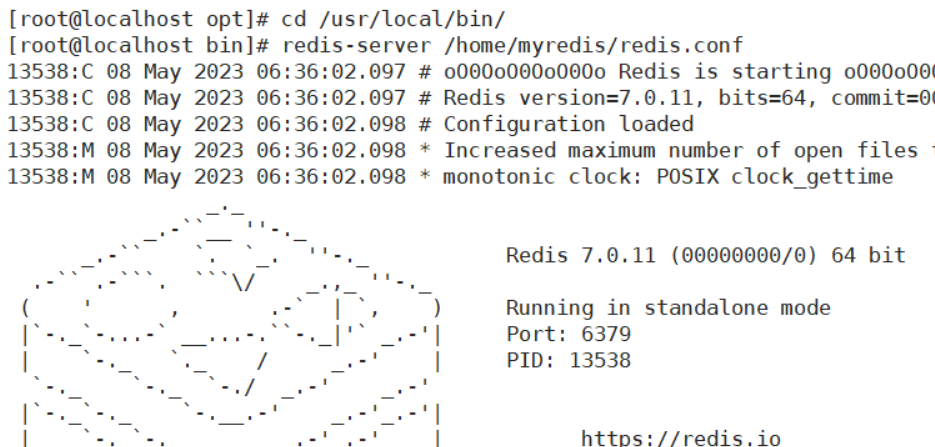 [root@localhost opt]# cd /usr/local/bin/
[root@localhost bin]# redis-server /home/myredis/redis.conf
13538:C 08 May 2023 06:36:02.097 # oO0OoO0OoO0Oo Redis is starting oO0OoO0
13538:C 08 May 2023 06:36:02.097 # Redis version=7.0.11, bits=64, commit=00
13538:C 08 May 2023 06:36:02.098 # Configuration loaded
13538:M 08 May 2023 06:36:02.098 * Increased maximum number of open files
13538:M 08 May 2023 06:36:02.098 * monotonic clock: POSIX clock_gettime
Redis 7.0.11 (00000000/0) 64 bit
Running in standalone mode
Port: 6379
PID: 13538
https://redis.io